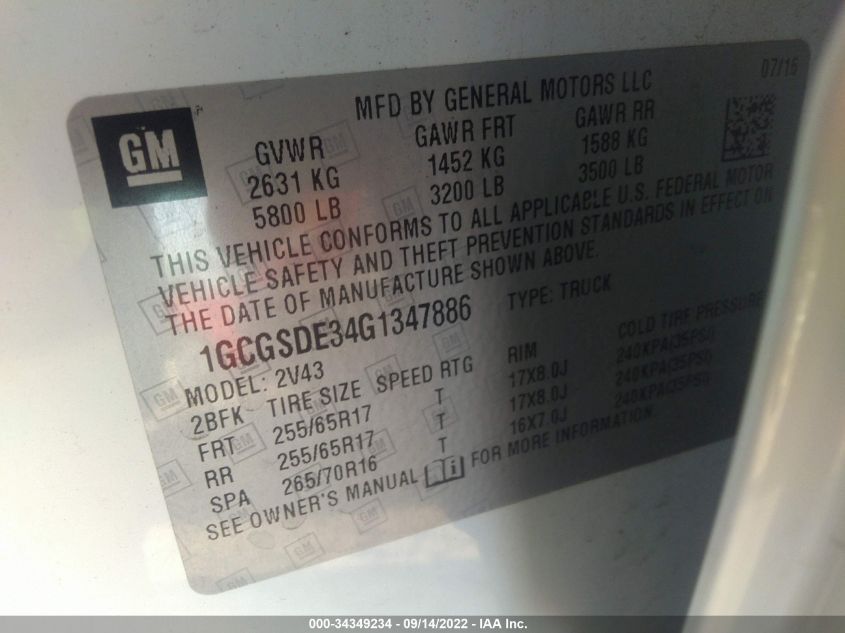 GM
MFD BY GENERAL MOTORS LLC
07/16
GVWR GAWR FRT GAWR RR
2631 KG 1452 KG 1588 KG
5800 LB 3200 LB 3500 LB
THIS VEHICLE CONFORMS TO ALL APPLICABLE U.S. FEDERAL MOTOR
VEHICLE SAFETY AND THEFT PREVENTION STANDARDS IN EFFECT ON
THE DATE OF MANUFACTURE SHOWN ABOVE.
1GCGSDE34G1347886 TYPE: TRUCK
MODEL: 2V43
2BFK TIRE SIZE SPEED RTG RIM COLD TIRE PRESSURE
FRT 255/65R17 T 17X8.0J 240KPA(35PSI)
RR 255/65R17 T 17X8.0J 240KPA(35PSI)
SPA 265/70R16 T 16X7.0J 240KPA(35PSI)
SEE OWNER'S MANUAL FOR MORE INFORMATION.
000-34349234 - 09/14/2022 - IAA Inc.